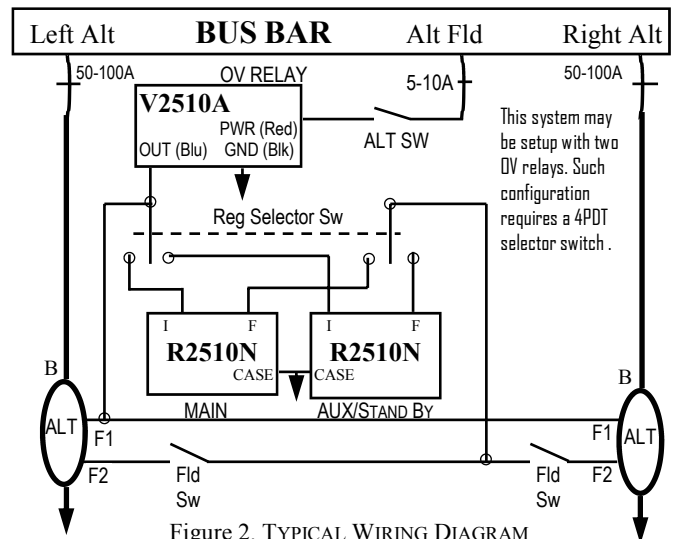 Left Alt BUS BAR Alt Fld Right Alt
50-100A OV RELAY 5-10A 50-100A
V2510A
PWR (Red)
OUT (Blu) GND (Blk)
ALT SW
This system may
be setup with two
OV relays. Such
configuration
requires a 4PDT
selector switch .
Reg Selector Sw
I F I F
R2510N R2510N
CASE CASE
MAIN AUX/STAND BY
B B
ALT F1 F1 ALT
F2 Fld Fld F2
Sw Sw
Figure 2. TYPICAL WIRING DIAGRAM